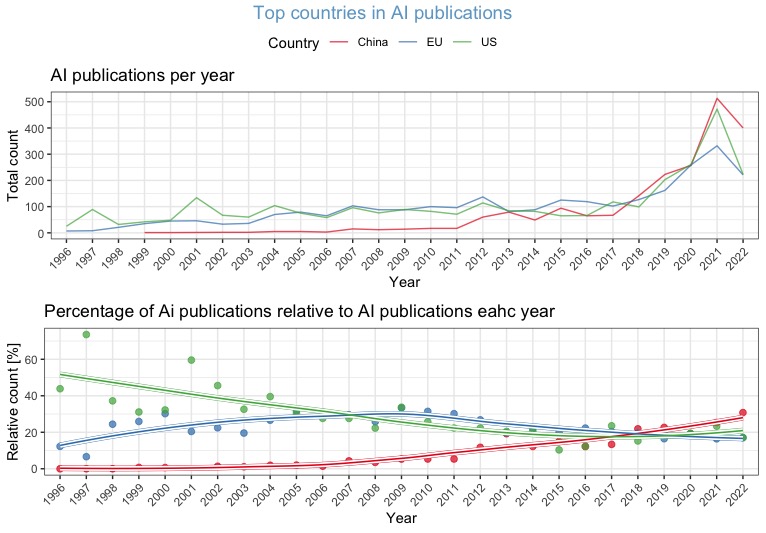 Top countries in AI publications
Country China EU US
AI publications per year
Total count
500
400
300
200
100
0
1996 1997 1998 1999 2000 2001 2002 2003 2004 2005 2006 2007 2008 2009 2010 2011 2012 2013 2014 2015 2016 2017 2018 2019 2020 2021 2022
Year
Percentage of Ai publications relative to AI publications eahc year
Relative count [%]
60
40
20
0
1996 1997 1998 1999 2000 2001 2002 2003 2004 2005 2006 2007 2008 2009 2010 2011 2012 2013 2014 2015 2016 2017 2018 2019 2020 2021 2022
Year